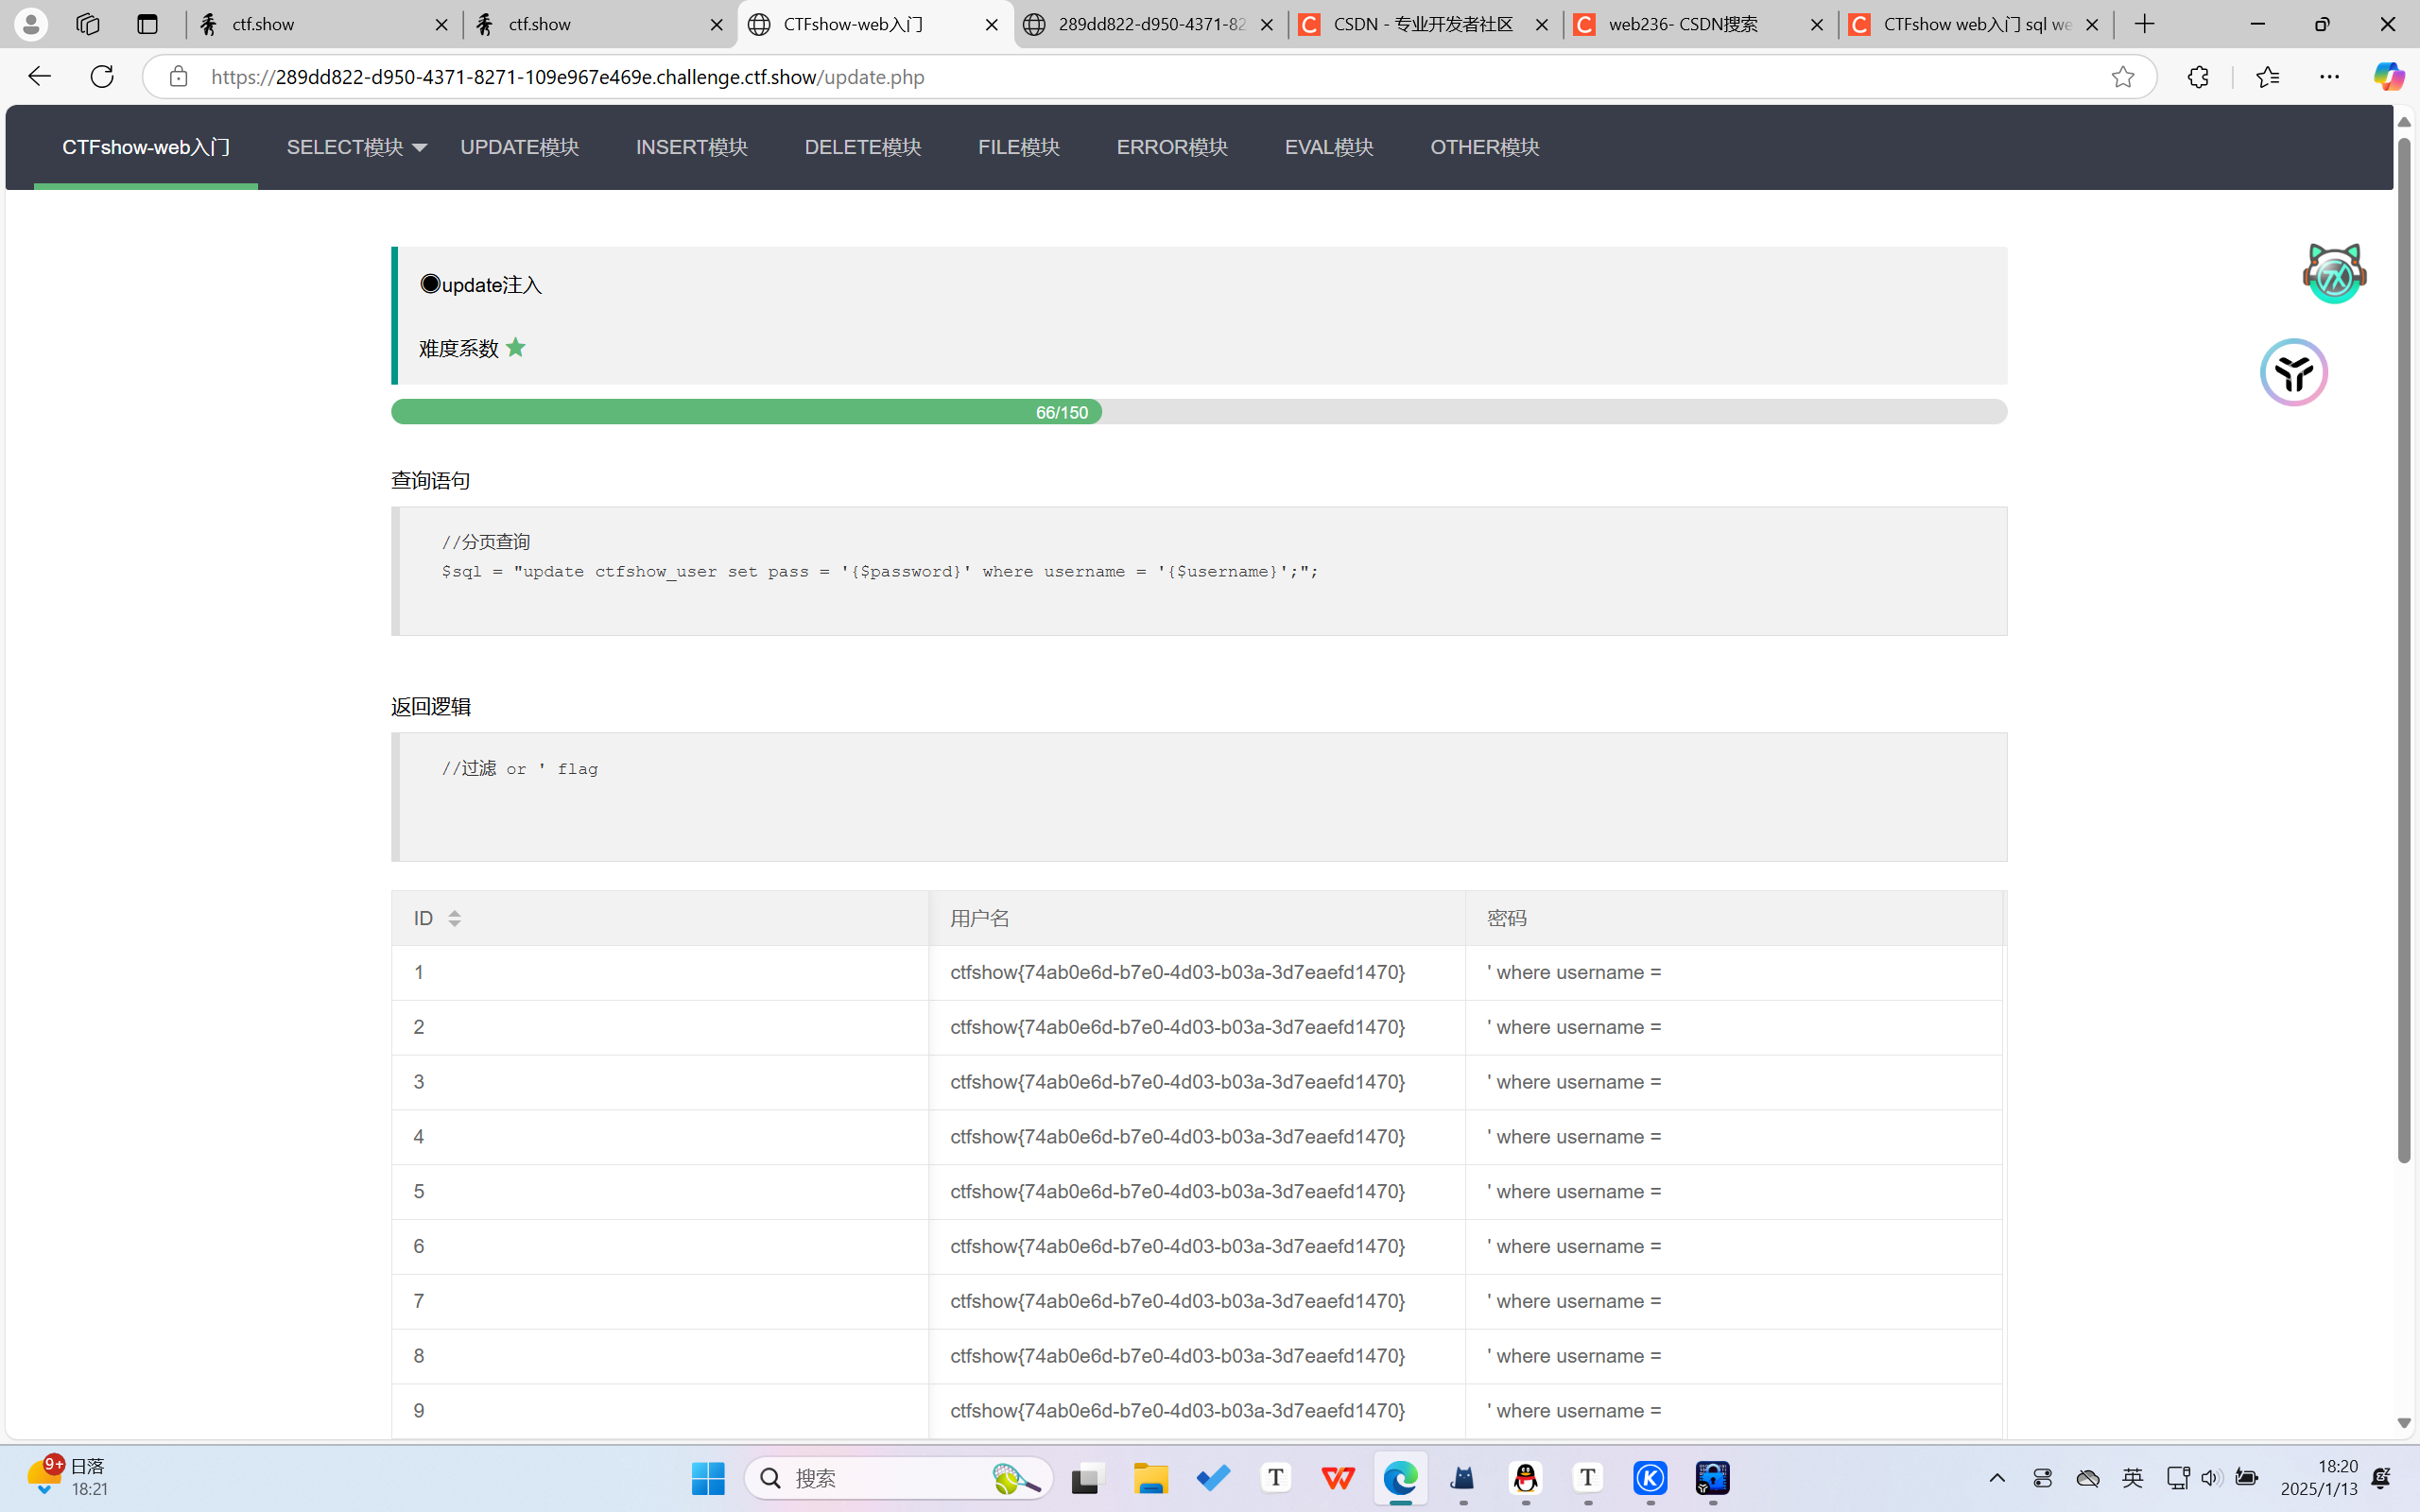 ctf.show
ctf.show
CTFshow-web入门
289dd822-d950-4371-82
CSDN - 专业开发者社区
web236- CSDN搜索
CTFshow web入门 sql we
https://289dd822-d950-4371-8271-109e967e469e.challenge.ctf.show/update.php
CTFshow-web入门 SELECT模块 UPDATE模块 INSERT模块 DELETE模块 FILE模块 ERROR模块 EVAL模块 OTHER模块
◉update注入
难度系数
66/150
查询语句
//分页查询
$sql = "update ctfshow_user set pass = '{$password}' where username = '{$username}';";
返回逻辑
//过滤 or ' flag
ID 用户名 密码
1 ctfshow{74ab0e6d-b7e0-4d03-b03a-3d7eaefd1470} ' where username =
2 ctfshow{74ab0e6d-b7e0-4d03-b03a-3d7eaefd1470} ' where username =
3 ctfshow{74ab0e6d-b7e0-4d03-b03a-3d7eaefd1470} ' where username =
4 ctfshow{74ab0e6d-b7e0-4d03-b03a-3d7eaefd1470} ' where username =
5 ctfshow{74ab0e6d-b7e0-4d03-b03a-3d7eaefd1470} ' where username =
6 ctfshow{74ab0e6d-b7e0-4d03-b03a-3d7eaefd1470} ' where username =
7 ctfshow{74ab0e6d-b7e0-4d03-b03a-3d7eaefd1470} ' where username =
8 ctfshow{74ab0e6d-b7e0-4d03-b03a-3d7eaefd1470} ' where username =
9 ctfshow{74ab0e6d-b7e0-4d03-b03a-3d7eaefd1470} ' where username =
9+
日落
18:21
搜索
英
18:20
2025/1/13